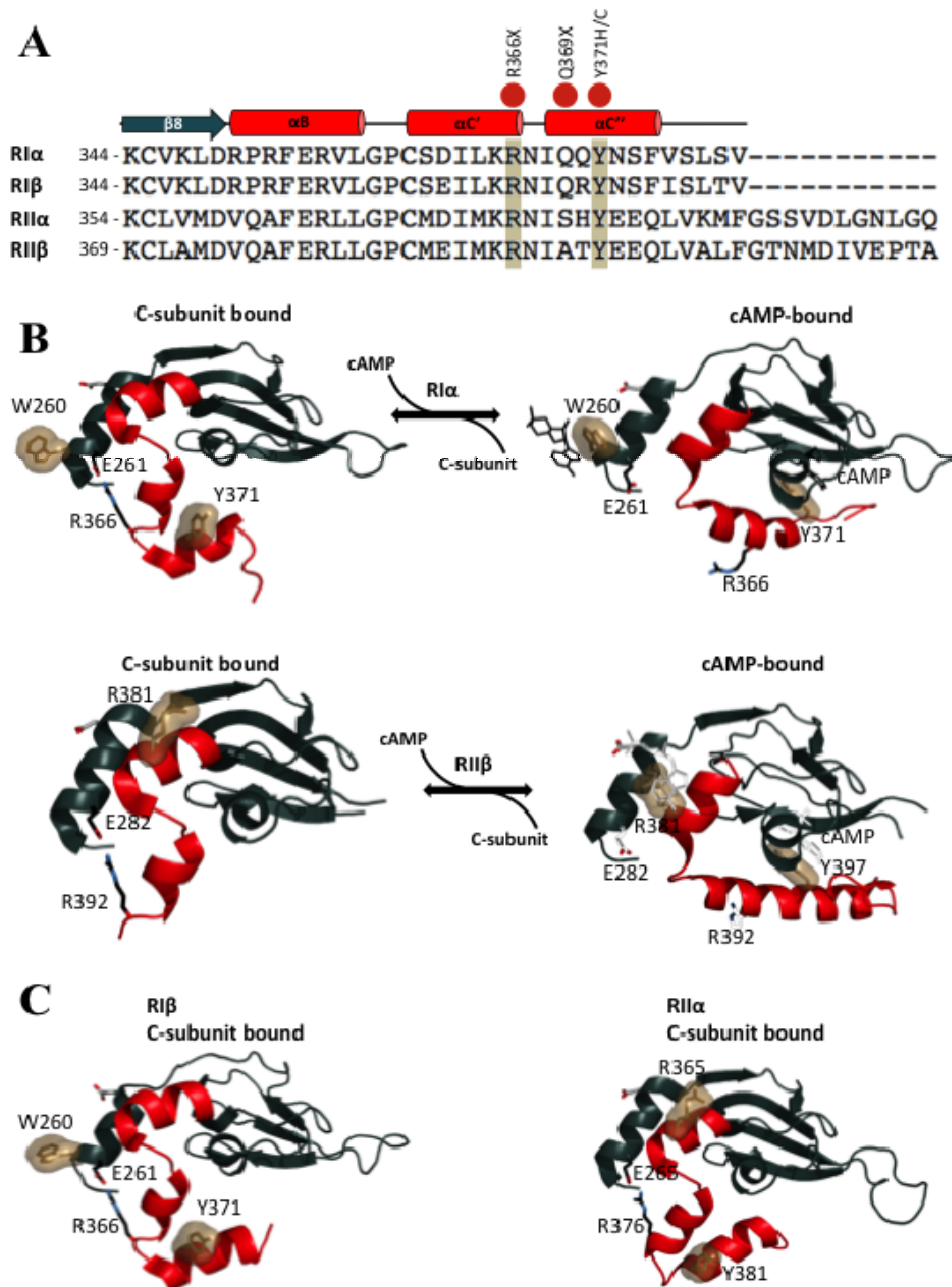 A
R366X
Q369X
Y371H/C
β8 αB αC' αC'''
RIα 344 - KCVKLDRPRFERVLGPCSDILKRNIQQYNSFVSLSV------------
RIβ 344 - KCVKLDRPRFERVLGPCSEILKRNIQRYNSFISLTV------------
RIIα 354 - KCLVMDVQAFERLLGPCMDIMKRNISHYEEQLVKMFGSSVDLGNLGQ
RIIβ 369 - KCLAMDVQAFERLLGPCMEIMKRNIATYEEQLVALFGTNMDIVEPTA
B
C-subunit bound
cAMP-bound
cAMP
RIα
C-subunit
W260
E261
R366
Y371
W260
E261
cAMP
Y371
R366
C-subunit bound
cAMP-bound
R381
cAMP
RIIβ
C-subunit
E282
R392
R381
cAMP
E282
Y397
R392
C
RIβ
C-subunit bound
RIIα
C-subunit bound
W260
E261
R366
Y371
R365
E265
R376
Y381